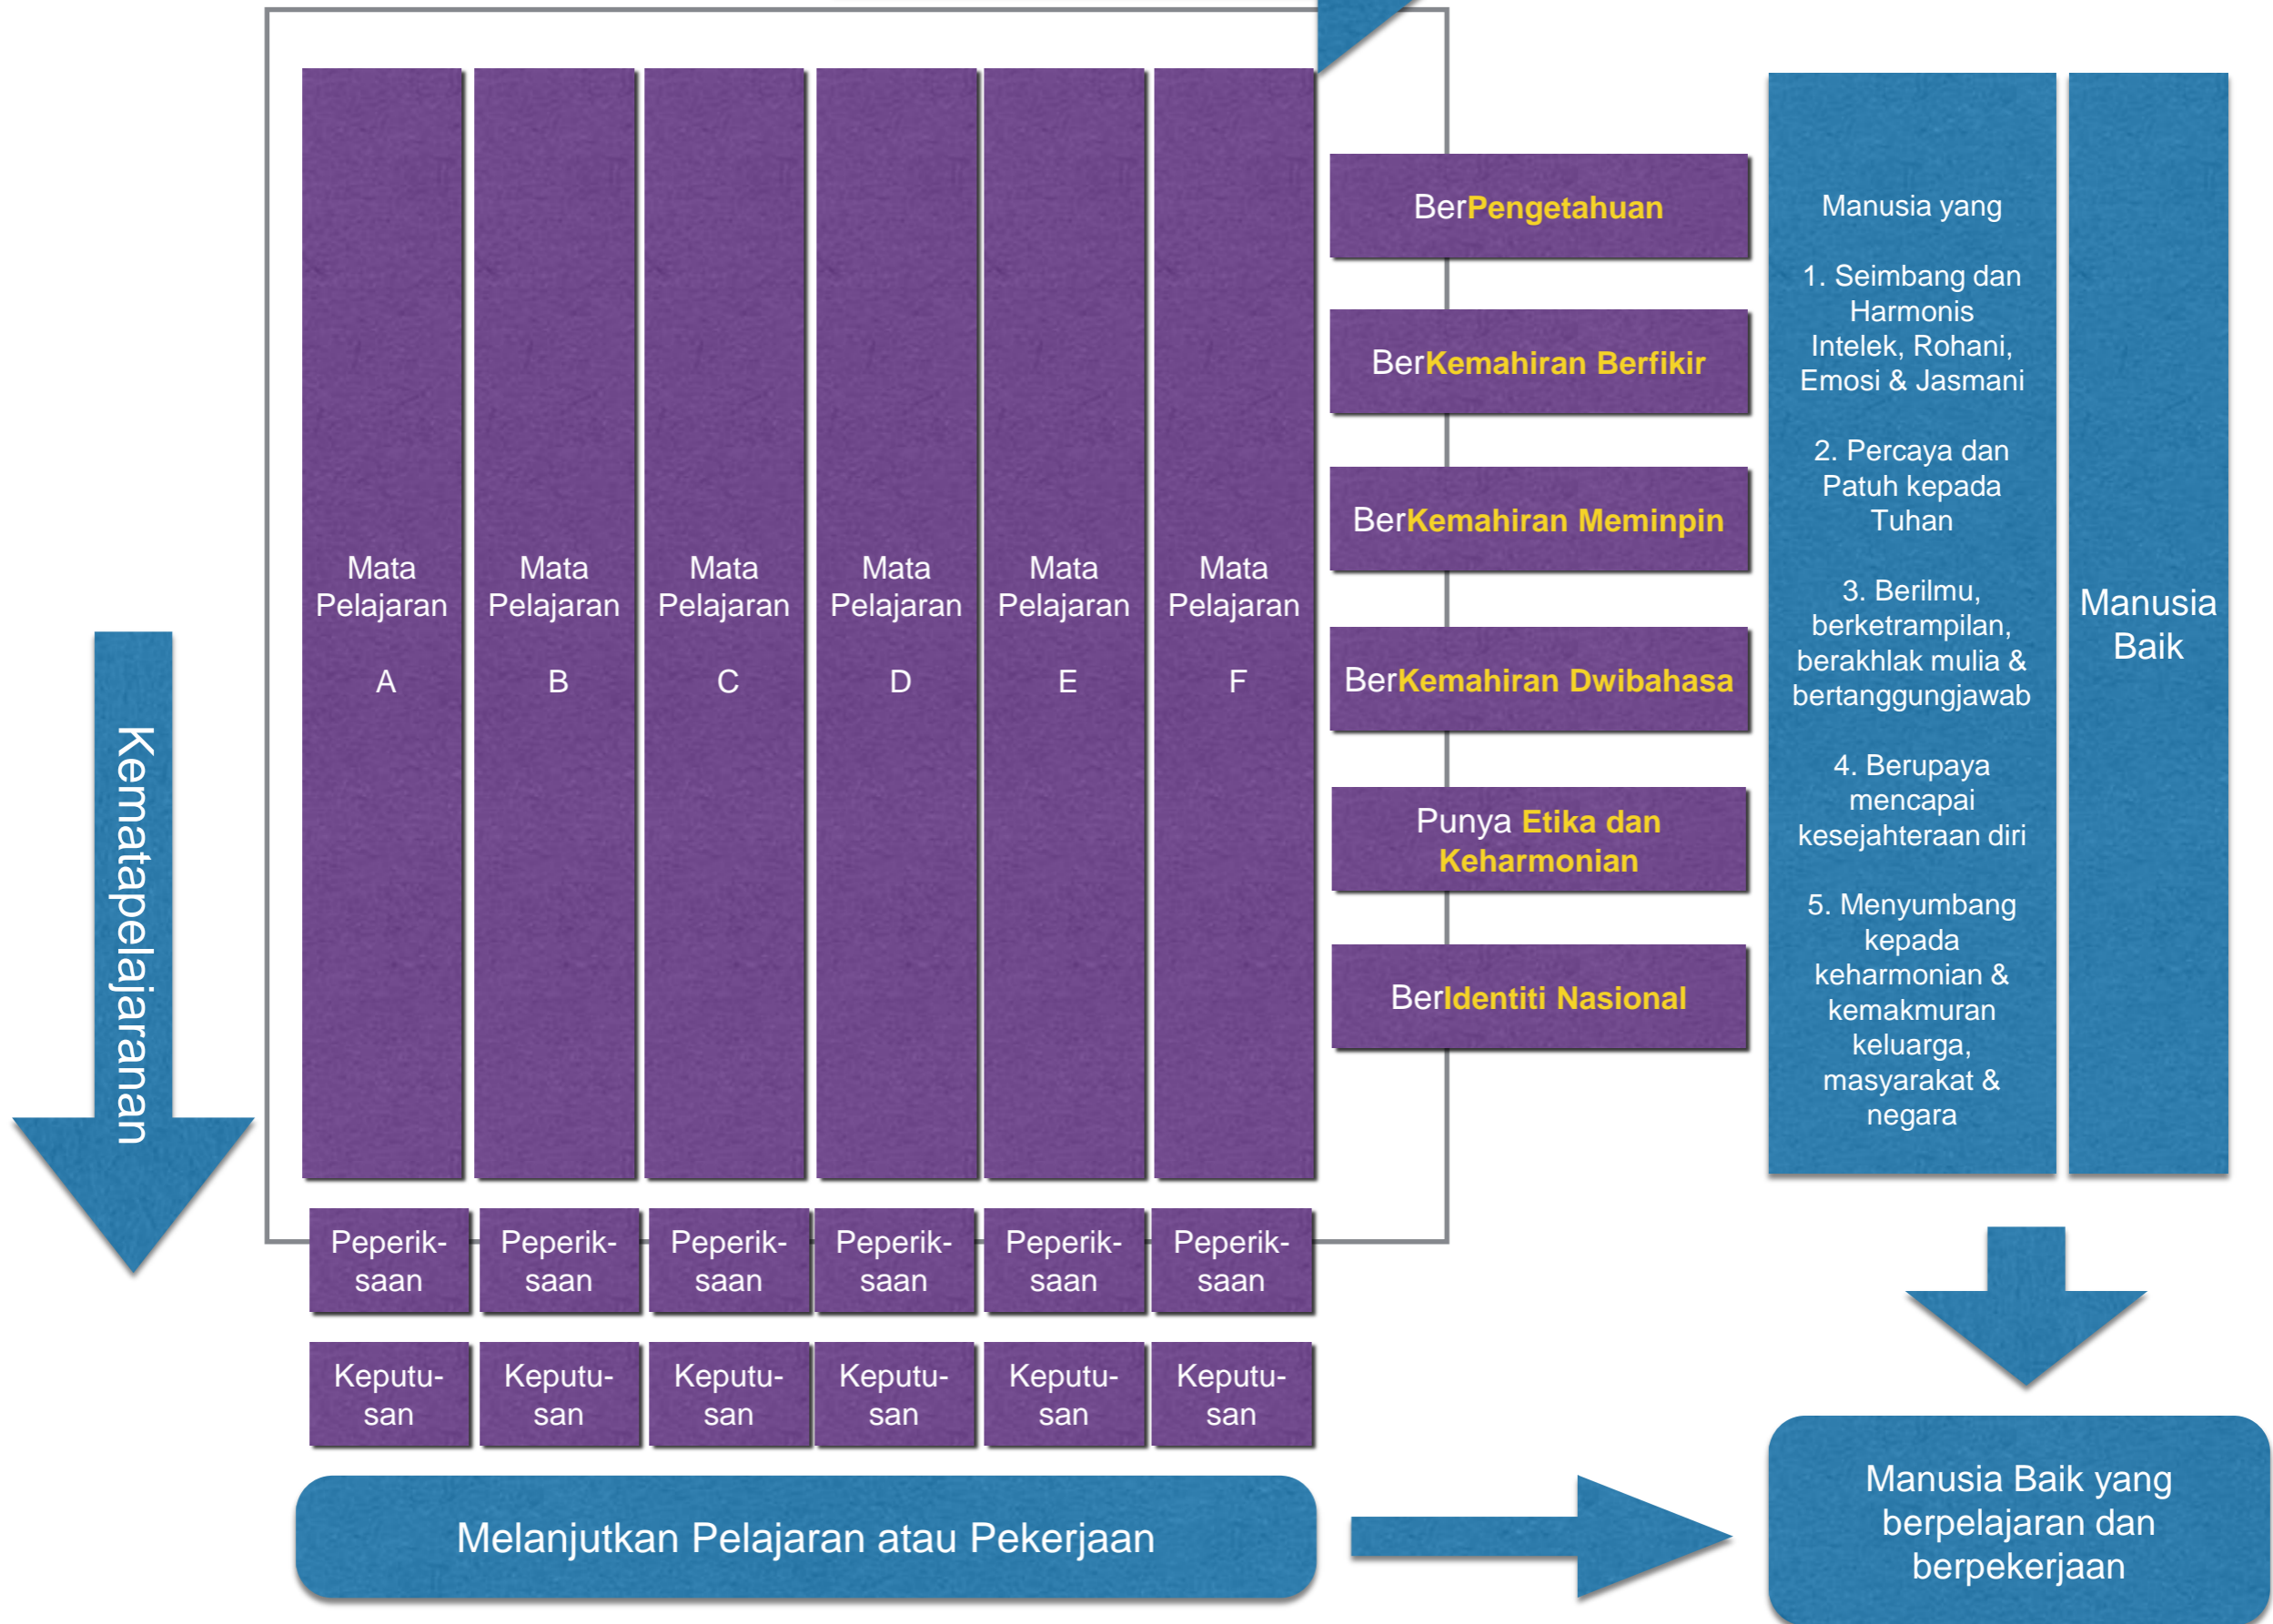 Kematapelajaranan
Mata
Pelajaran
A
Mata
Pelajaran
B
Mata
Pelajaran
C
Mata
Pelajaran
D
Mata
Pelajaran
E
Mata
Pelajaran
F
Peperik-
saan
Peperik-
saan
Peperik-
saan
Peperik-
saan
Peperik-
saan
Peperik-
saan
Keputu-
san
Keputu-
san
Keputu-
san
Keputu-
san
Keputu-
san
Keputu-
san
Melanjutkan Pelajaran atau Pekerjaan
BerPengetahuan
BerKemahiran Berfikir
BerKemahiran Meminpin
BerKemahiran Dwibahasa
Punya Etika dan
Keharmonian
BerIdentiti Nasional
Manusia yang
1. Seimbang dan
Harmonis
Intelek, Rohani,
Emosi & Jasmani
2. Percaya dan
Patuh kepada
Tuhan
3. Berilmu,
berketrampilan,
berakhlak mulia &
bertanggungjawab
4. Berupaya
mencapai
kesejahteraan diri
5. Menyumbang
kepada
keharmonian &
kemakmuran
keluarga,
masyarakat &
negara
Manusia
Baik
Manusia Baik yang
berpelajaran dan
berpekerjaan